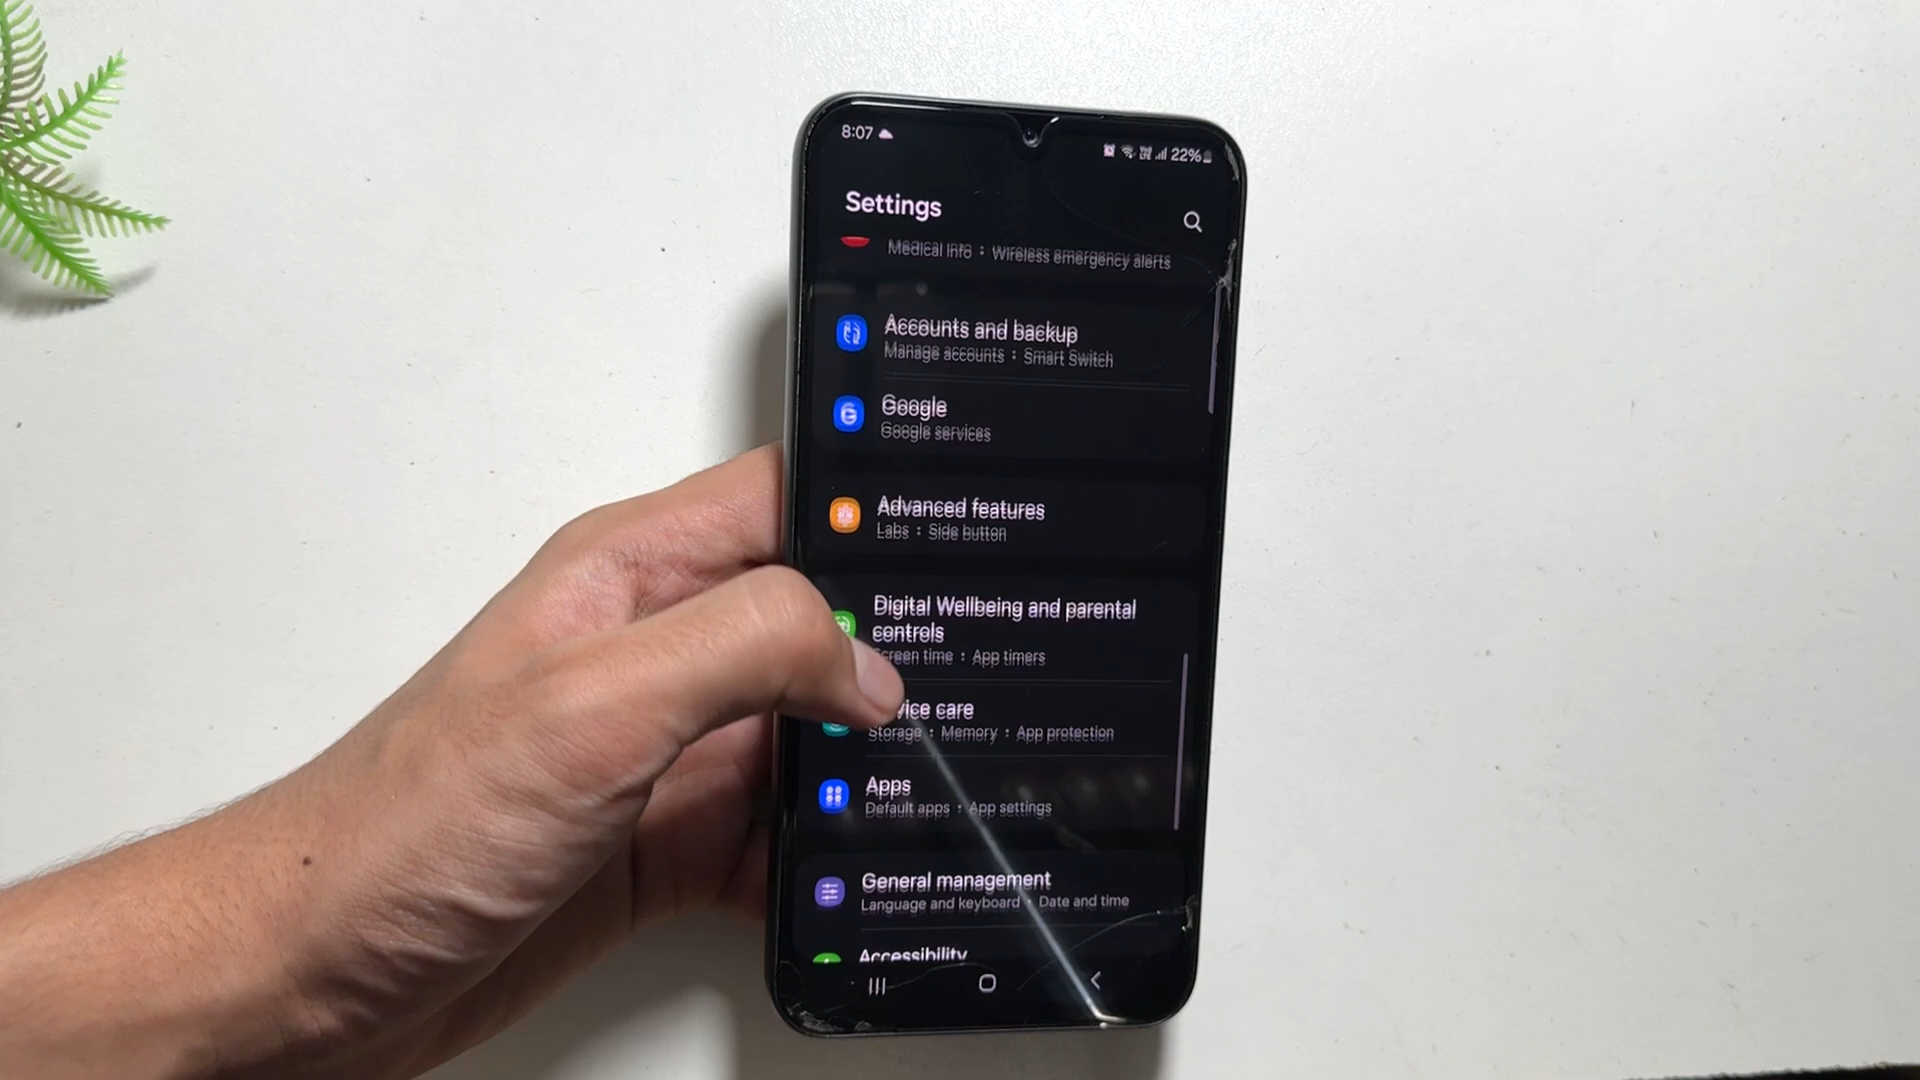 8:07 22%
Settings
Medical info • Wireless emergency alerts
Accounts and backup
Manage accounts • Smart Switch
Google
Google services
Advanced features
Labs • Side button
Digital Wellbeing and parental
controls
Screen time • App timers
vice care
Storage • Memory • App protection
Apps
Default apps • App settings
General management
Language and keyboard • Date and time
Accessibility